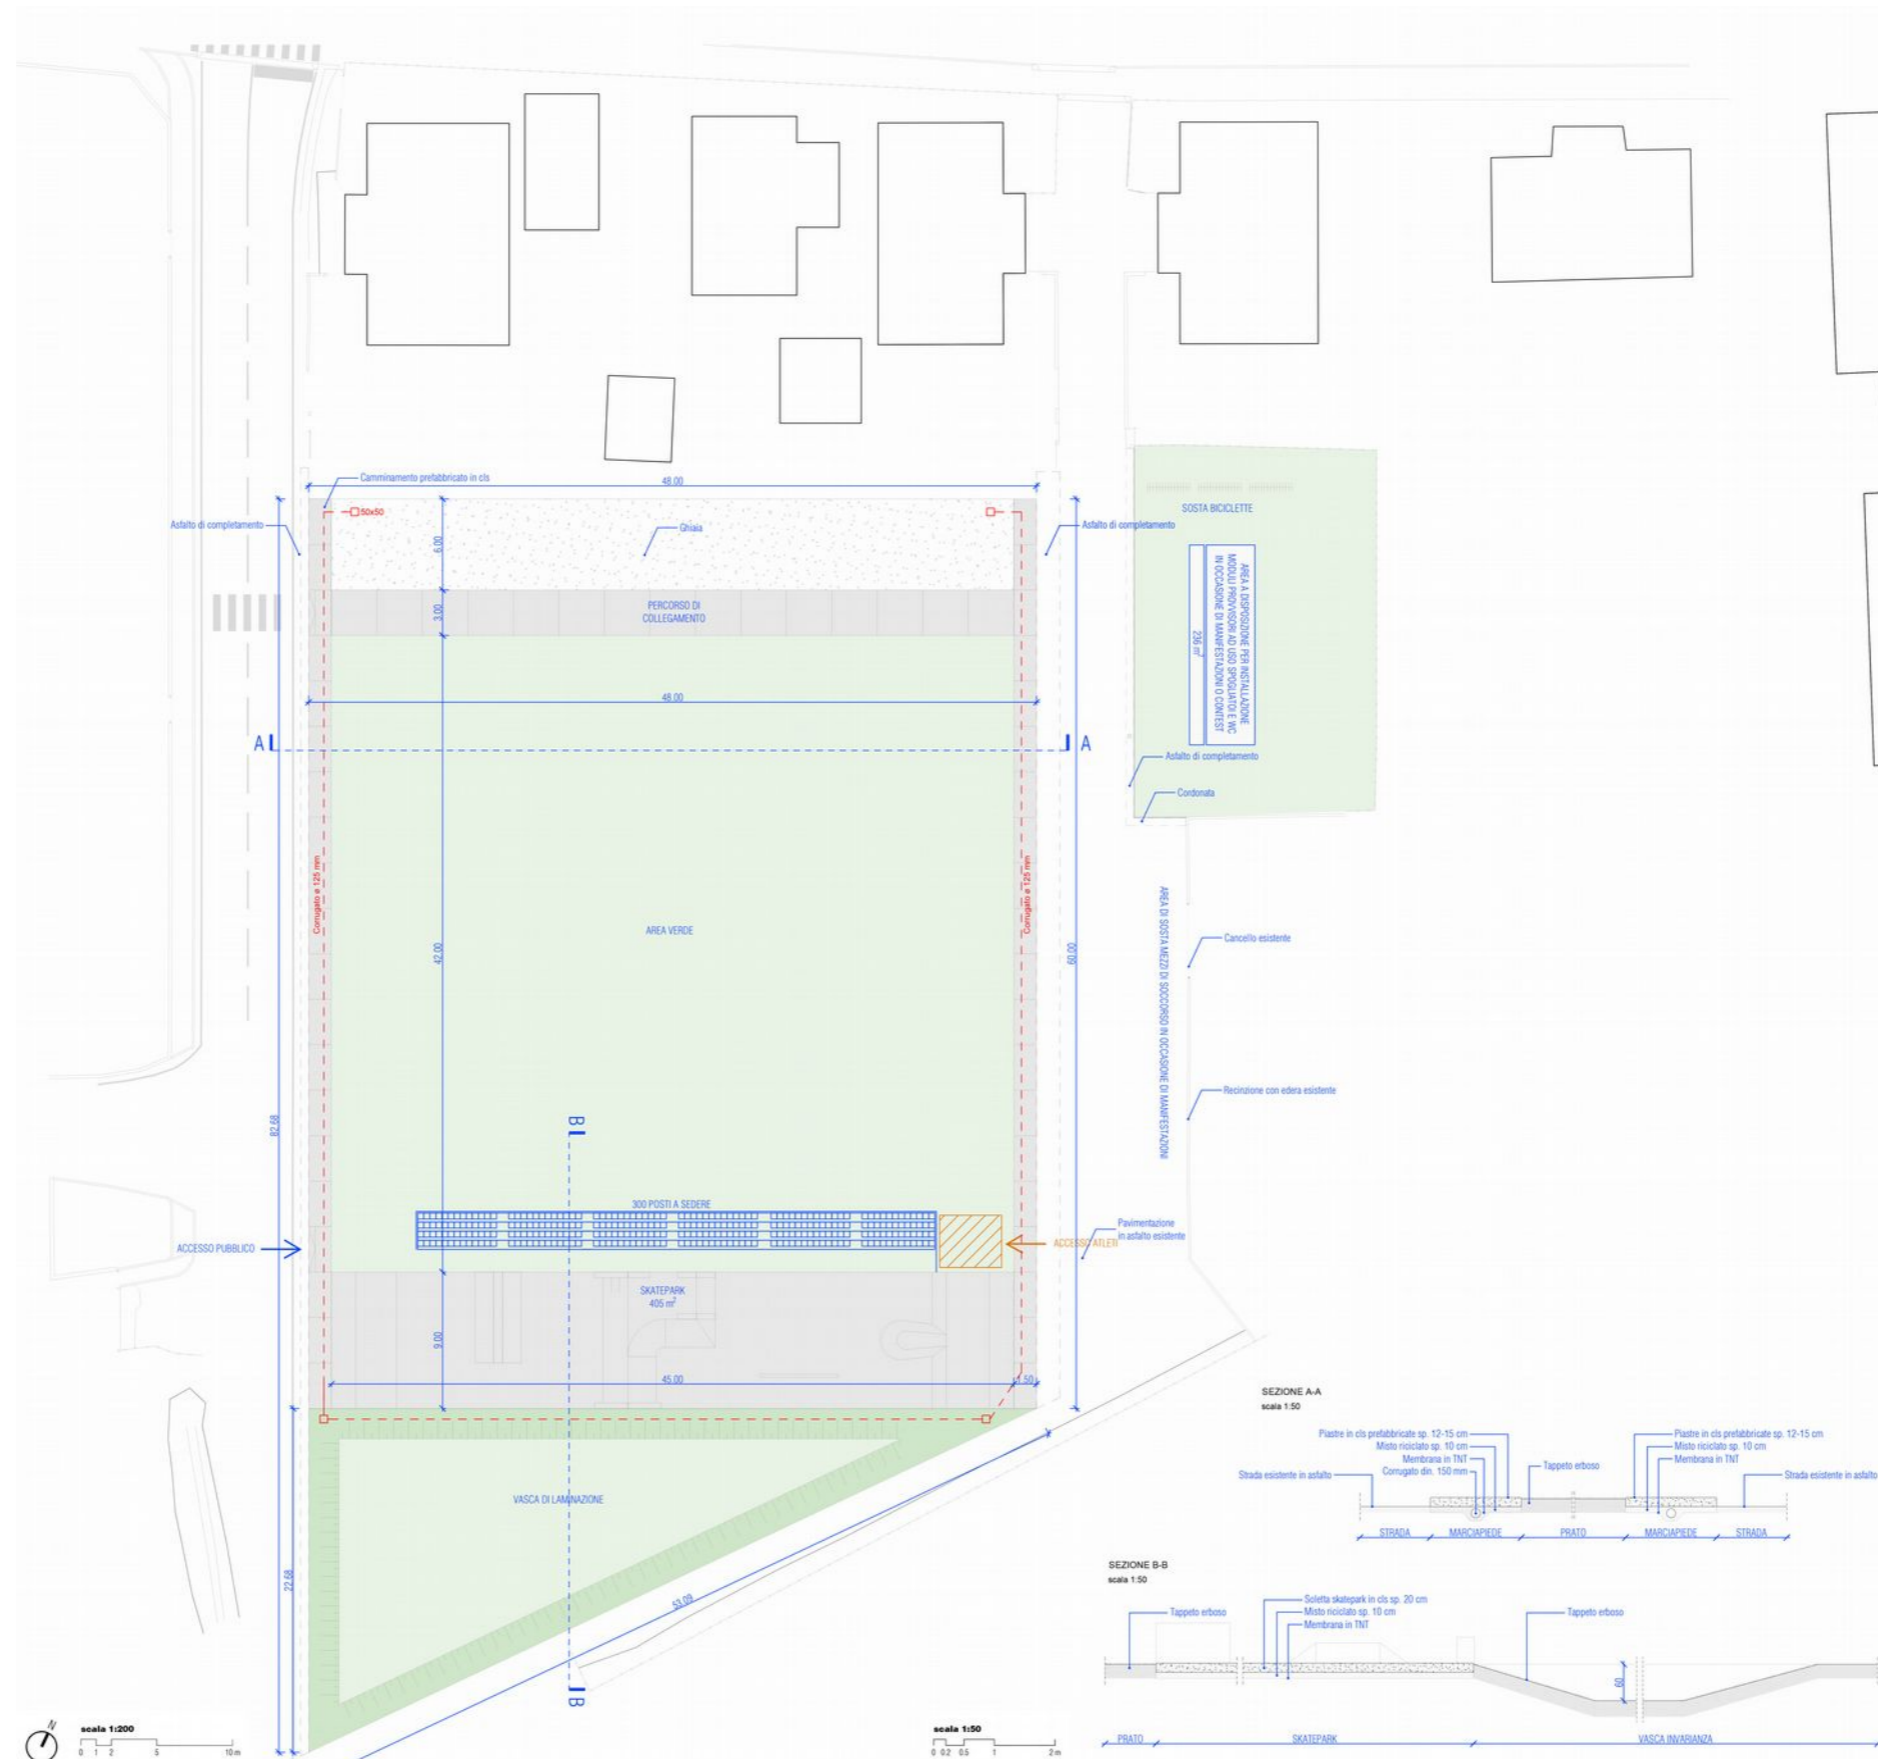 Camminamento prefabbricato in cls
48.00
50x50
Asfalto di completamento
Ghiaia
Asfalto di completamento
SOSTA BICICLETTE
6.00
AREA A DISPOSIZIONE PER INSTALLAZIONE
MODULI PROVVISORI AD USO SPOGLIATOI E WC
IN OCCASIONE DI MANIFESTAZIONI O CONTEST
236 m²
3.00
PERCORSO DI
COLLEGAMENTO
48.00
A
A
Asfalto di completamento
Cordonata
Corrugato ø 125 mm
Corrugato ø 125 mm
AREA VERDE
42.00
60.00
AREA DI SOSTA MEZZI DI SOCCORSO IN OCCASIONE DI MANIFESTAZIONI
Cancello esistente
Recinzione con edera esistente
82.68
B
300 POSTI A SEDERE
ACCESSO PUBBLICO
ACCESSO ATLETI
Pavimentazione
in asfalto esistente
SKATEPARK
405 m²
9.00
45.00
1.50
VASCA DI LAMINAZIONE
22.68
53.09
B
N
scala 1:200
0 1 2 5 10 m
scala 1:50
0 0.2 0.5 1 2 m
SEZIONE A-A
scala 1:50
Piastre in cls prefabbricate sp. 12-15 cm
Misto riciclato sp. 10 cm
Membrana in TNT
Corrugato din. 150 mm
Strada esistente in asfalto
Tappeto erboso
Piastre in cls prefabbricate sp. 12-15 cm
Misto riciclato sp. 10 cm
Membrana in TNT
Strada esistente in asfalto
STRADA MARCIAPIEDE PRATO MARCIAPIEDE STRADA
SEZIONE B-B
scala 1:50
Tappeto erboso
Soletta skatepark in cls sp. 20 cm
Misto riciclato sp. 10 cm
Membrana in TNT
Tappeto erboso
60
PRATO SKATEPARK VASCA INVARIANZA